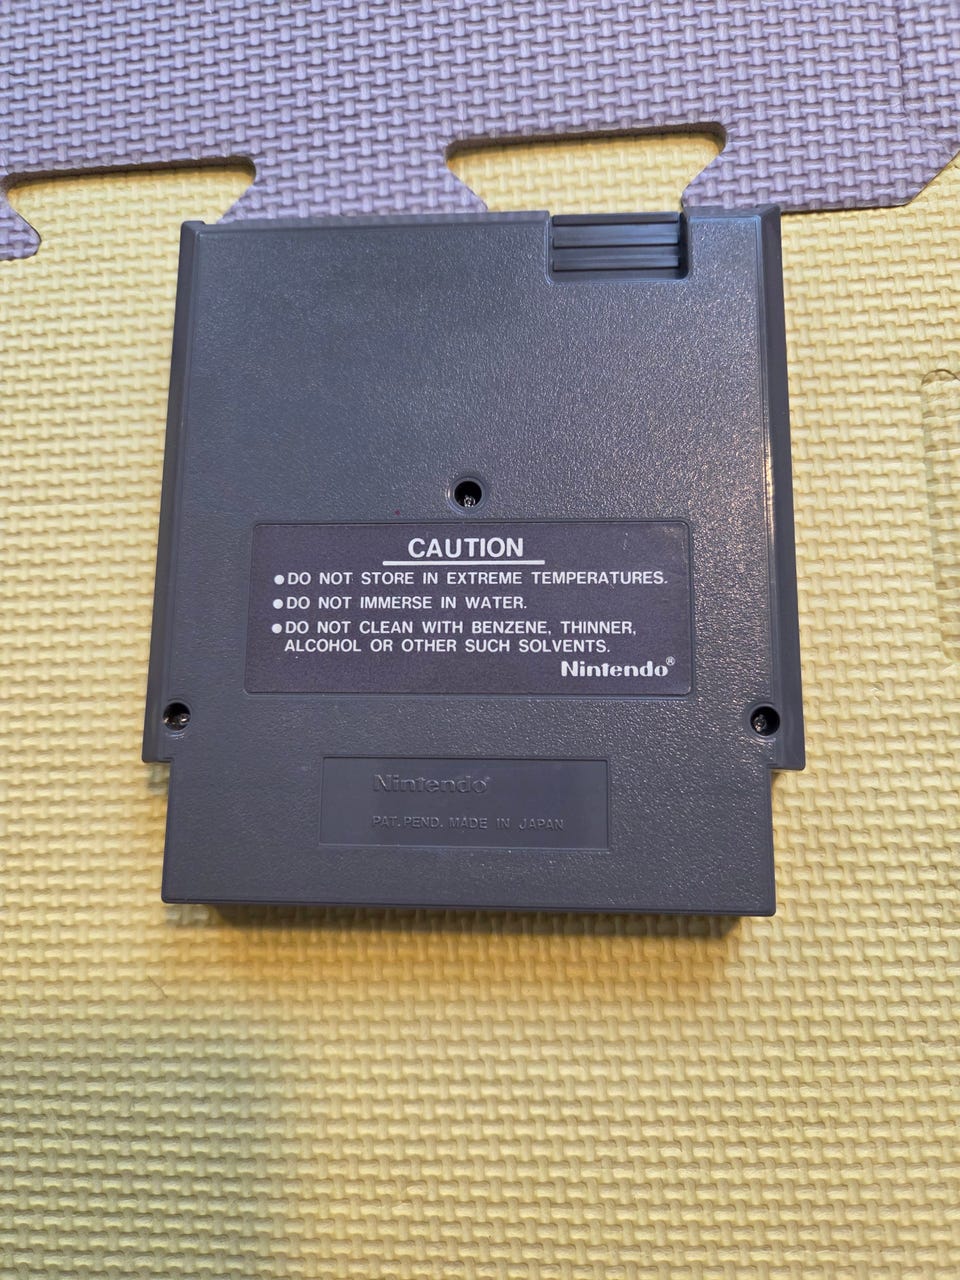 CAUTION
●DO NOT STORE IN EXTREME TEMPERATURES.
●DO NOT IMMERSE IN WATER.
●DO NOT CLEAN WITH BENZENE, THINNER,
ALCOHOL OR OTHER SUCH SOLVENTS.
Nintendo®
Nintendo®
PAT. PEND. MADE IN JAPAN